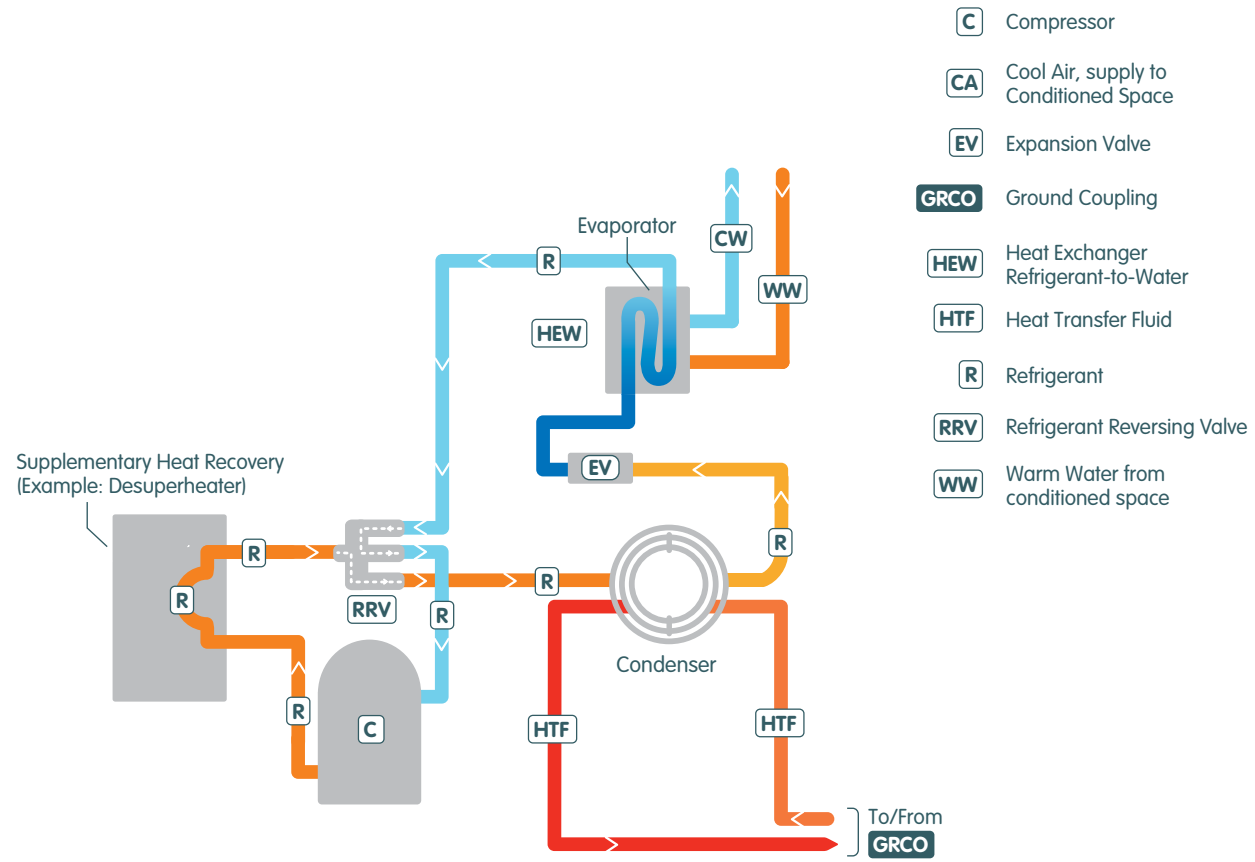 C Compressor
CA Cool Air, supply to
Conditioned Space
EV Expansion Valve
GRCO Ground Coupling
HEW Heat Exchanger
Refrigerant-to-Water
HTF Heat Transfer Fluid
R Refrigerant
RRV Refrigerant Reversing Valve
WW Warm Water from
conditioned space
Evaporator
R
CW
WW
HEW
EV
Supplementary Heat Recovery
(Example: Desuperheater)
R
R
R
R
RRV
R
Condenser
R
C
HTF
HTF
To/From
GRCO